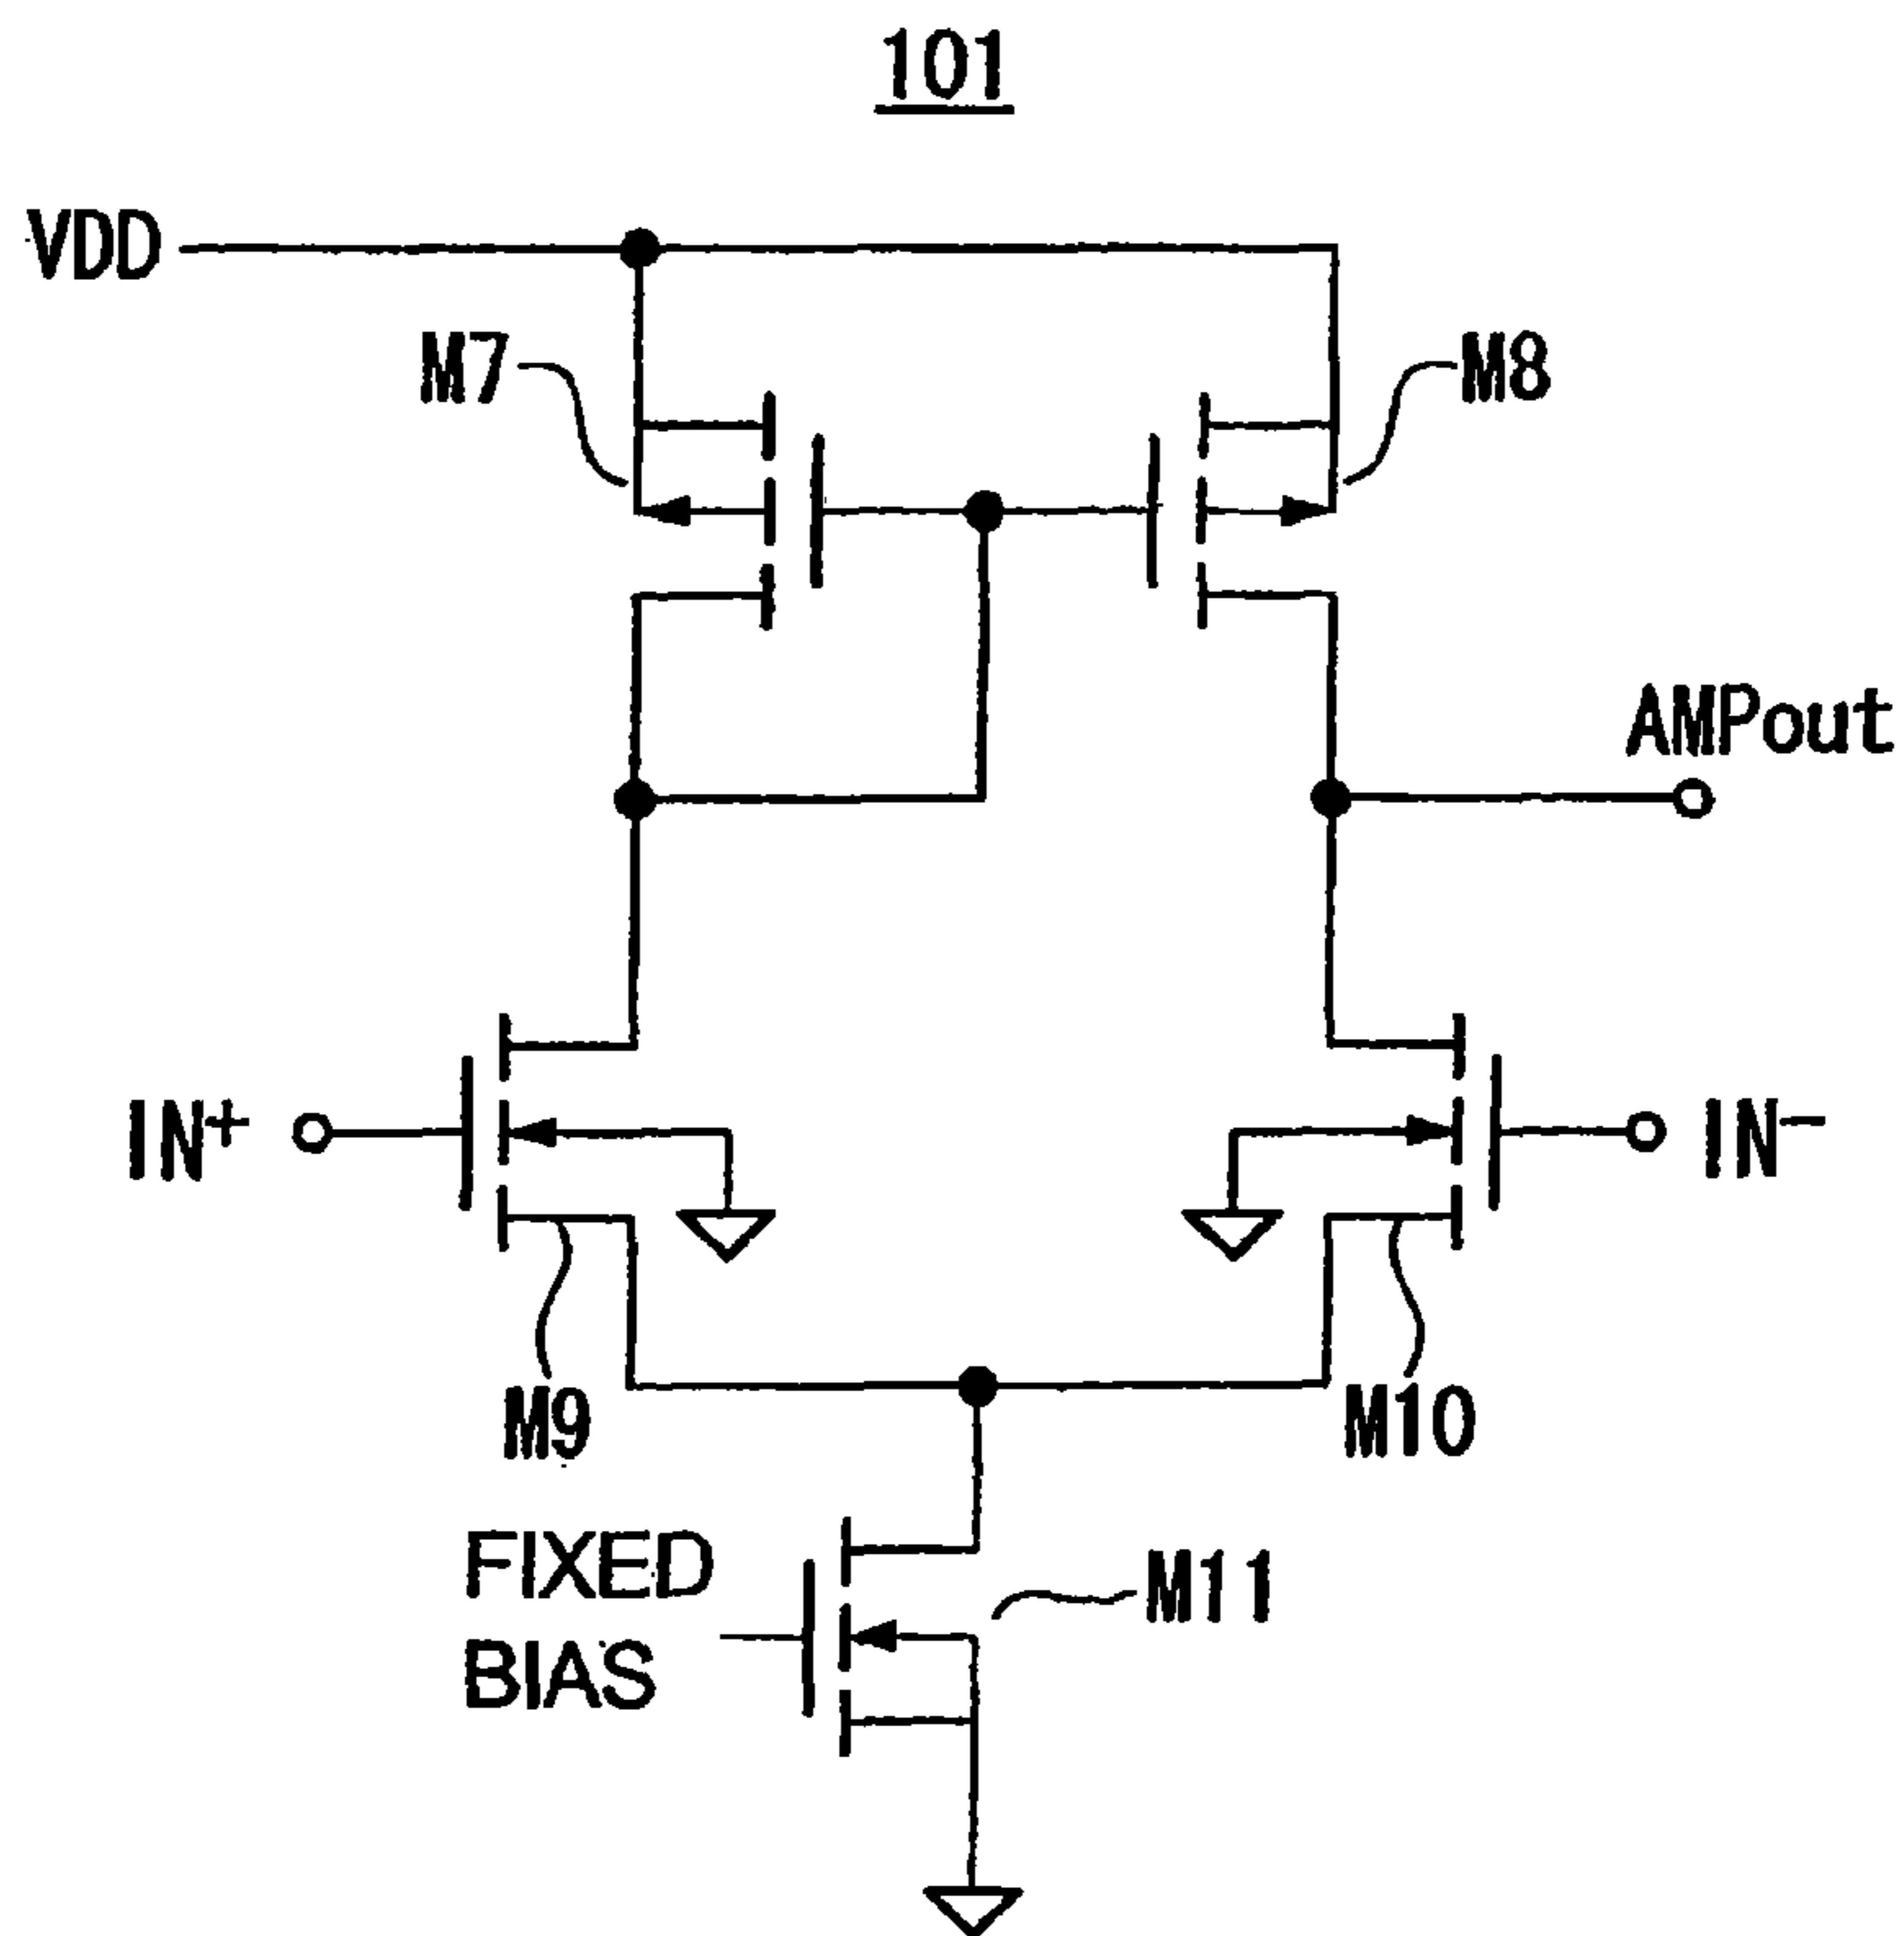 101
VDD
M7
M8
AMPout
IN+
IN−
M9
M10
FIXED
BIAS
M11